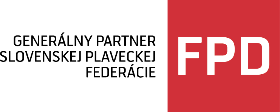 GENERÁLNY PARTNER
SLOVENSKEJ PLAVECKEJ
FEDERÁCIE
FPD